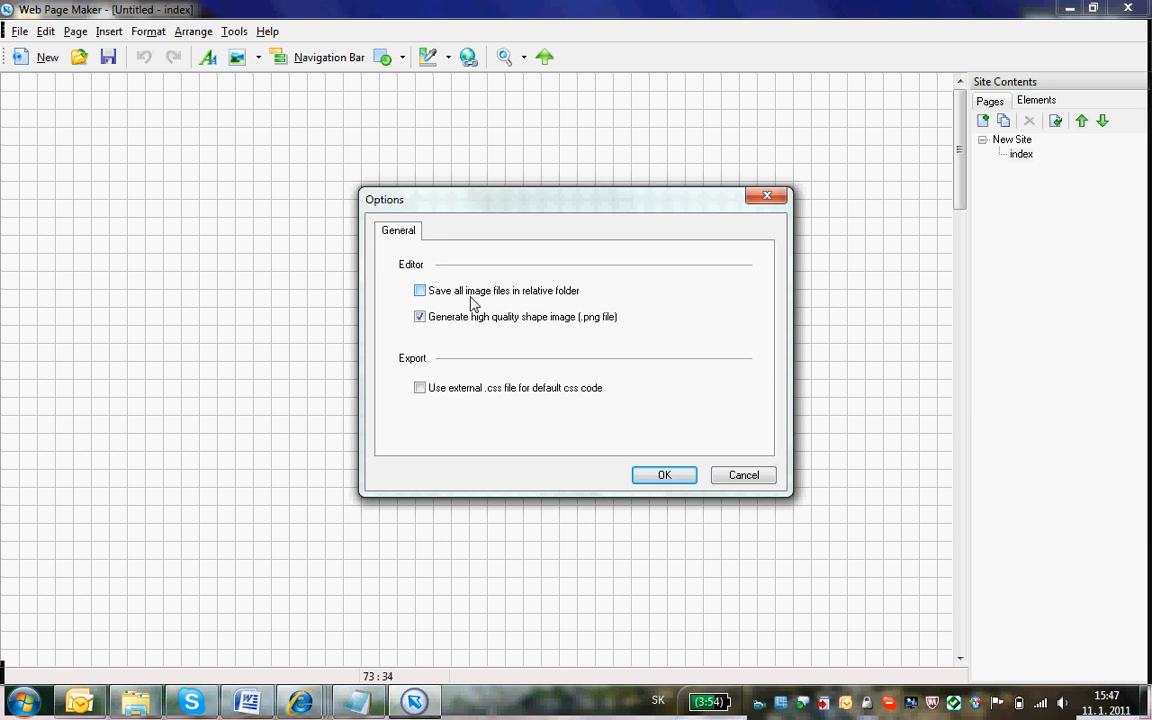 Web Page Maker - [Untitled - index]
File Edit Page Insert Format Arrange Tools Help
New Navigation Bar
Site Contents
Pages Elements
New Site
index
Options
General
Editor
Save all image files in relative folder
Generate high quality shape image (.png file)
Export
Use external .css file for default css code
OK Cancel
73 : 34
SK (3:54) 15:47
11. 1. 2011